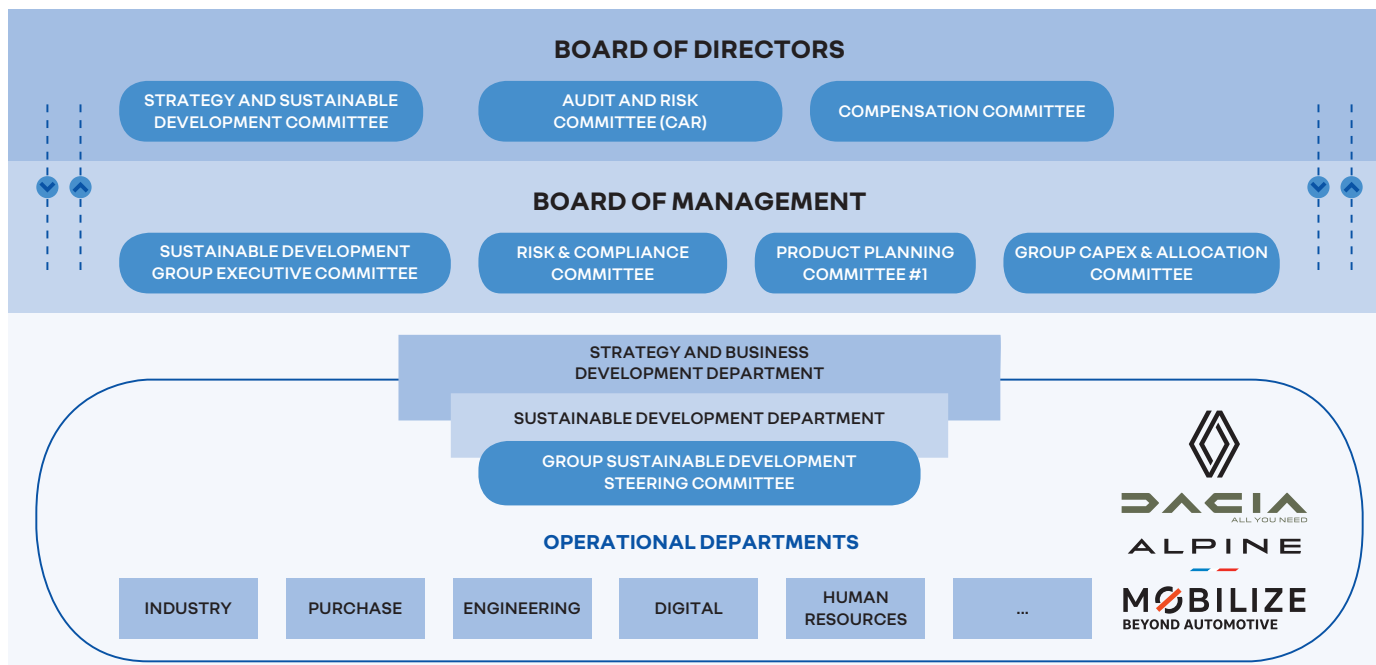 BOARD OF DIRECTORS
STRATEGY AND SUSTAINABLE
DEVELOPMENT COMMITTEE
AUDIT AND RISK
COMMITTEE (CAR)
COMPENSATION COMMITTEE
BOARD OF MANAGEMENT
SUSTAINABLE DEVELOPMENT
GROUP EXECUTIVE COMMITTEE
RISK & COMPLIANCE
COMMITTEE
PRODUCT PLANNING
COMMITTEE #1
GROUP CAPEX & ALLOCATION
COMMITTEE
STRATEGY AND BUSINESS
DEVELOPMENT DEPARTMENT
SUSTAINABLE DEVELOPMENT DEPARTMENT
GROUP SUSTAINABLE DEVELOPMENT
STEERING COMMITTEE
DACIA
ALL YOU NEED
ALPINE
MOBILIZE
BEYOND AUTOMOTIVE
OPERATIONAL DEPARTMENTS
INDUSTRY
PURCHASE
ENGINEERING
DIGITAL
HUMAN
RESOURCES
...